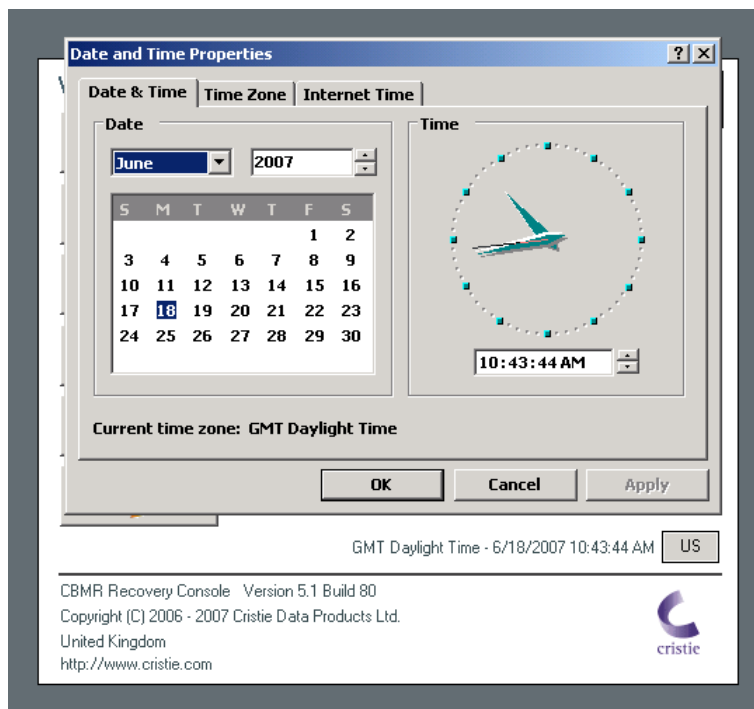 Date and Time Properties
Date & Time Time Zone Internet Time
Date
Time
June 2007
S M T W T F S
1 2
3 4 5 6 7 8 9
10 11 12 13 14 15 16
17 18 19 20 21 22 23
24 25 26 27 28 29 30
10:43:44 AM
Current time zone: GMT Daylight Time
OK Cancel Apply
GMT Daylight Time - 6/18/2007 10:43:44 AM US
CBMR Recovery Console Version 5.1 Build 80
Copyright (C) 2006 - 2007 Cristie Data Products Ltd.
United Kingdom
http://www.cristie.com
cristie